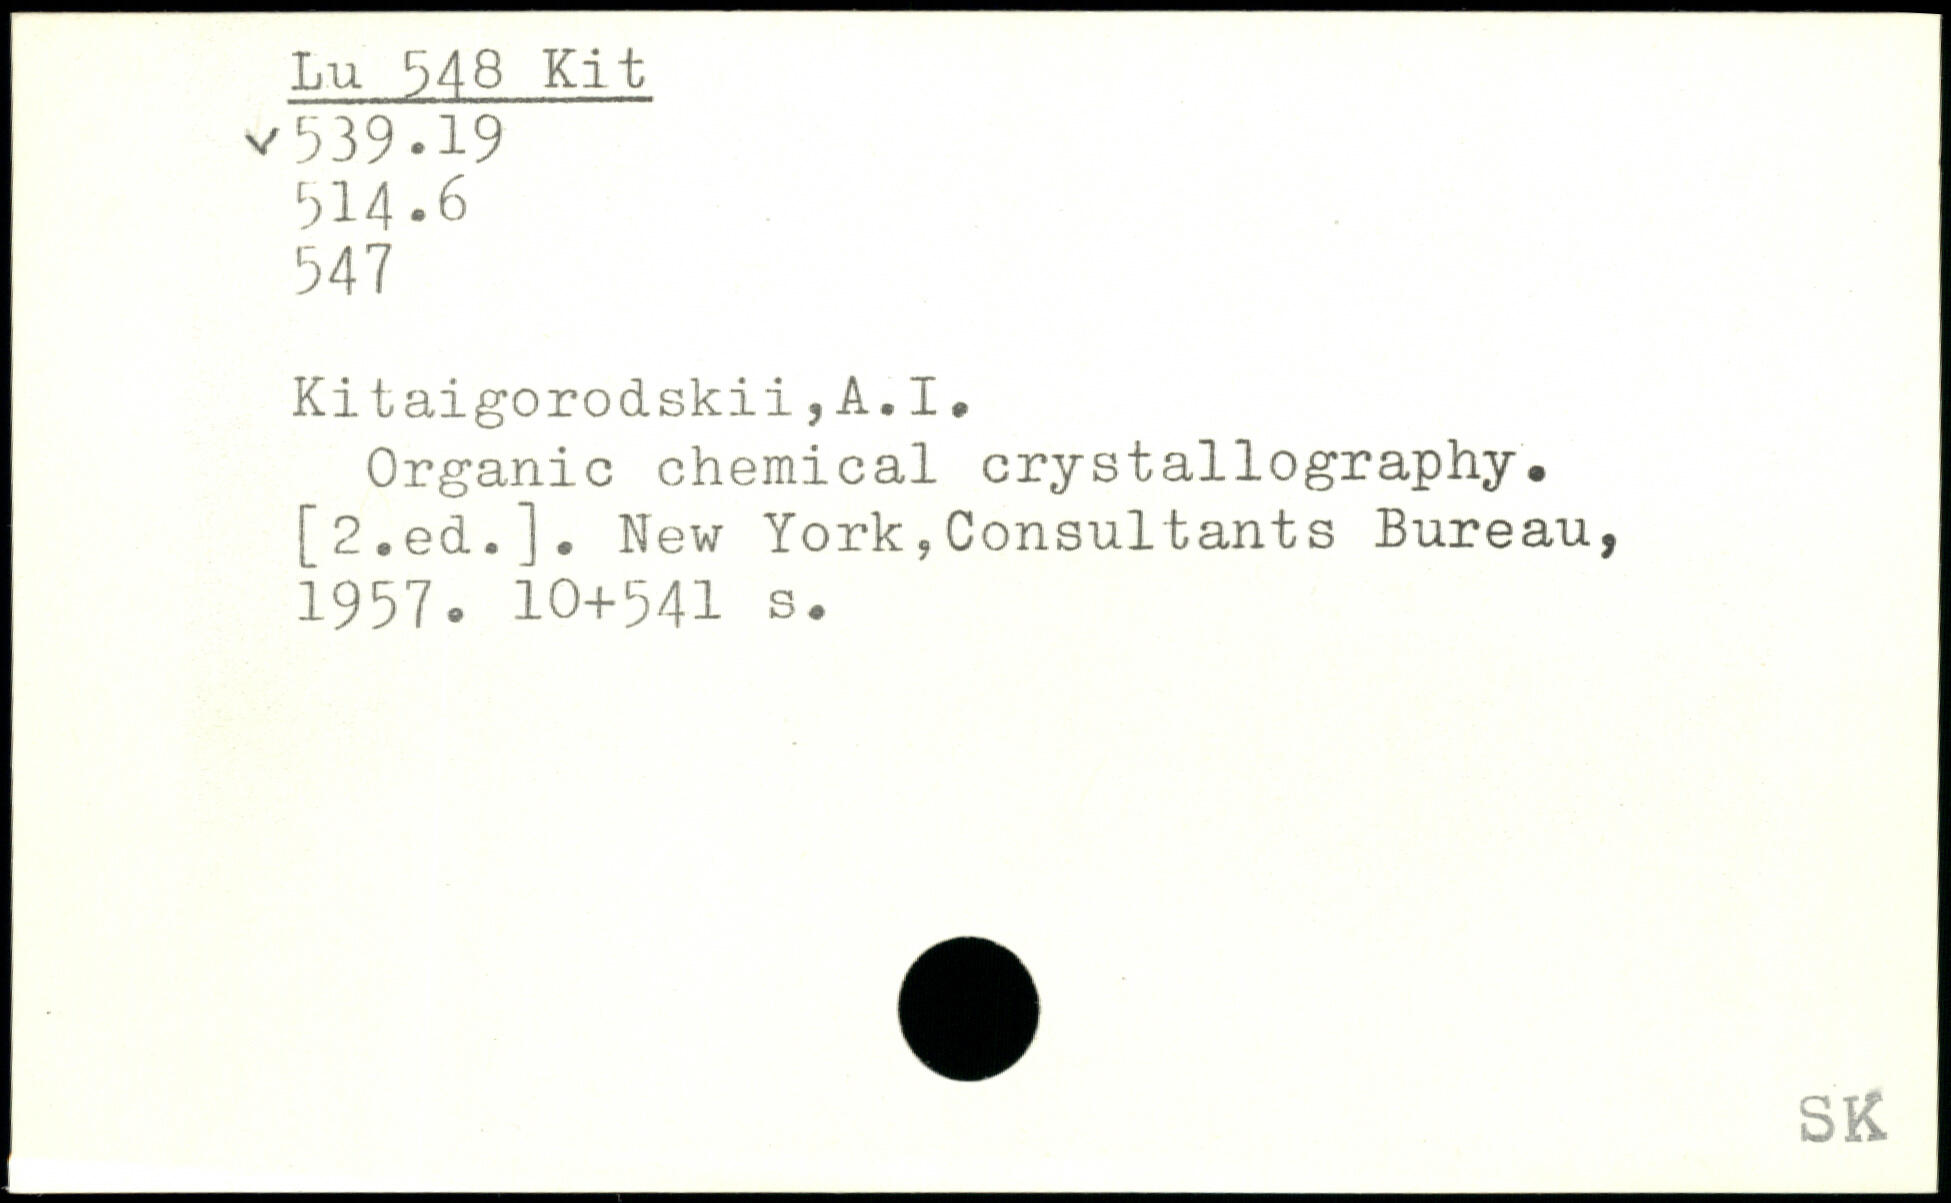 Lu 548 Kit
✓539.19
514.6
547
Kitaigorodskii,A.I.
Organic chemical crystallography.
[2.ed.]. New York,Consultants Bureau,
1957. 10+541 s.
SK